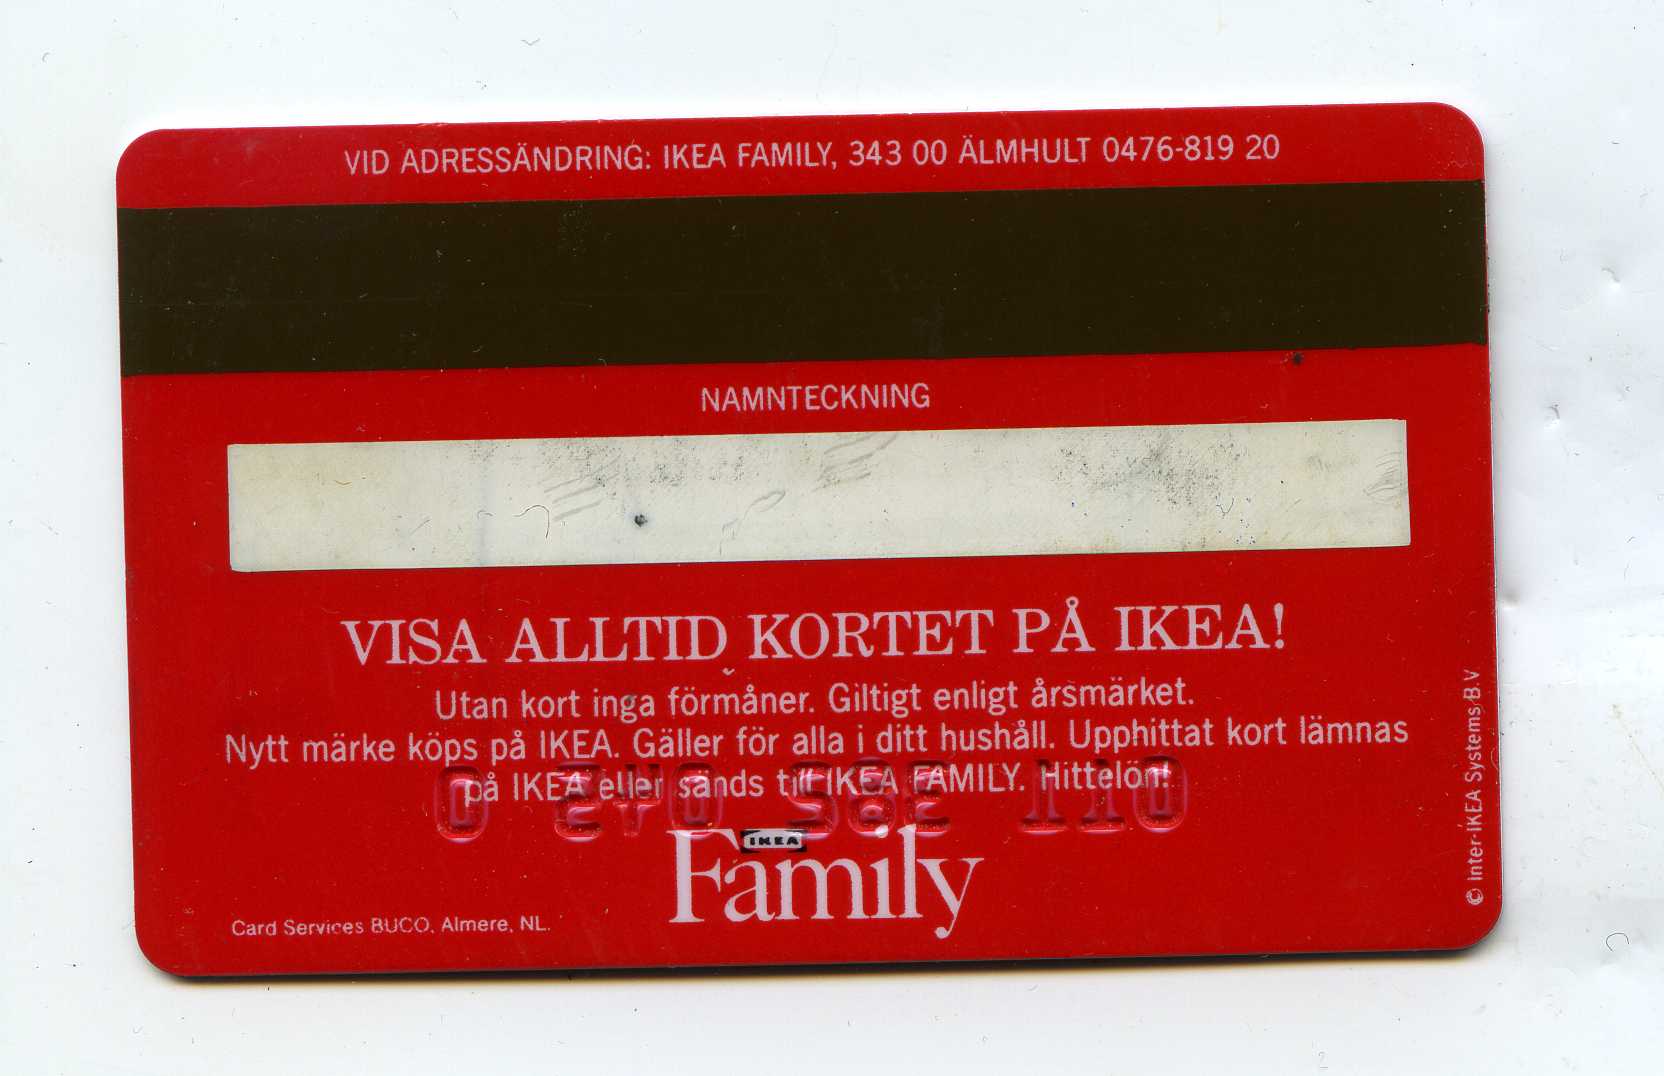 VID ADRESSÄNDRING: IKEA FAMILY, 343 00 ÄLMHULT 0476-819 20
NAMNTECKNING
VISA ALLTID KORTET PÅ IKEA!
Utan kort inga förmåner. Giltigt enligt årsmärket.
Nytt märke köps på IKEA. Gäller för alla i ditt hushåll. Upphittat kort lämnas
på IKEA eller sänds till IKEA FAMILY. Hittelön!
IKEA
Family
Card Services BUCO, Almere, NL.
© Inter-IKEA Systems B.V